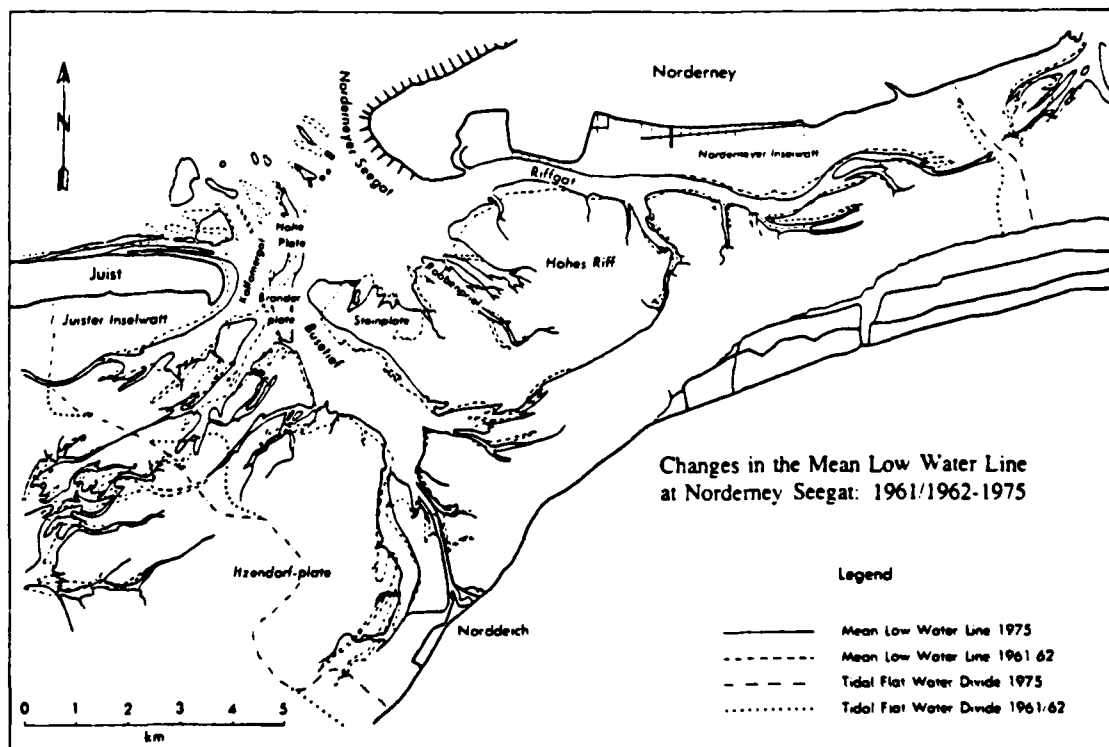 N
Norderneyer Seegat
Norderney
Norderneyer Inselwatt
Riffgat
Hohe
Plate
Kalfamergat
Juist
Juister Inselwatt
Brander
plate
Busetief
Steinplate
Robbenpriel
Hohes Riff
Itzendorf-plate
Norddeich
Changes in the Mean Low Water Line
at Norderney Seegat: 1961/1962-1975
Legend
Mean Low Water Line 1975
Mean Low Water Line 1961/62
Tidal Flat Water Divide 1975
Tidal Flat Water Divide 1961/62
0 1 2 3 4 5
km